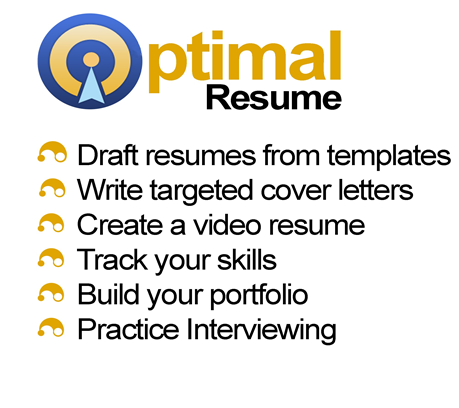 Optimal
Resume
Draft resumes from templates
Write targeted cover letters
Create a video resume
Track your skills
Build your portfolio
Practice Interviewing